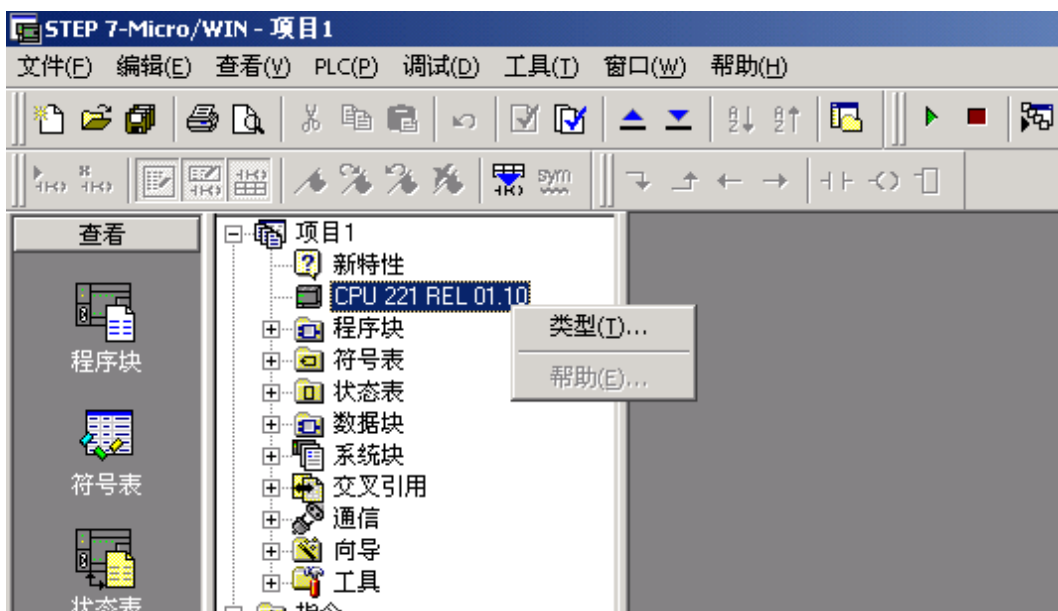 STEP 7-Micro/WIN - 项目1
文件(F) 编辑(E) 查看(V) PLC(P) 调试(D) 工具(T) 窗口(W) 帮助(H)
sym
查看
程序块
符号表
状态表
项目1
新特性
CPU 221 REL 01.10
程序块
符号表
状态表
数据块
系统块
交叉引用
通信
向导
工具
指令
类型(T)...
帮助(E)...